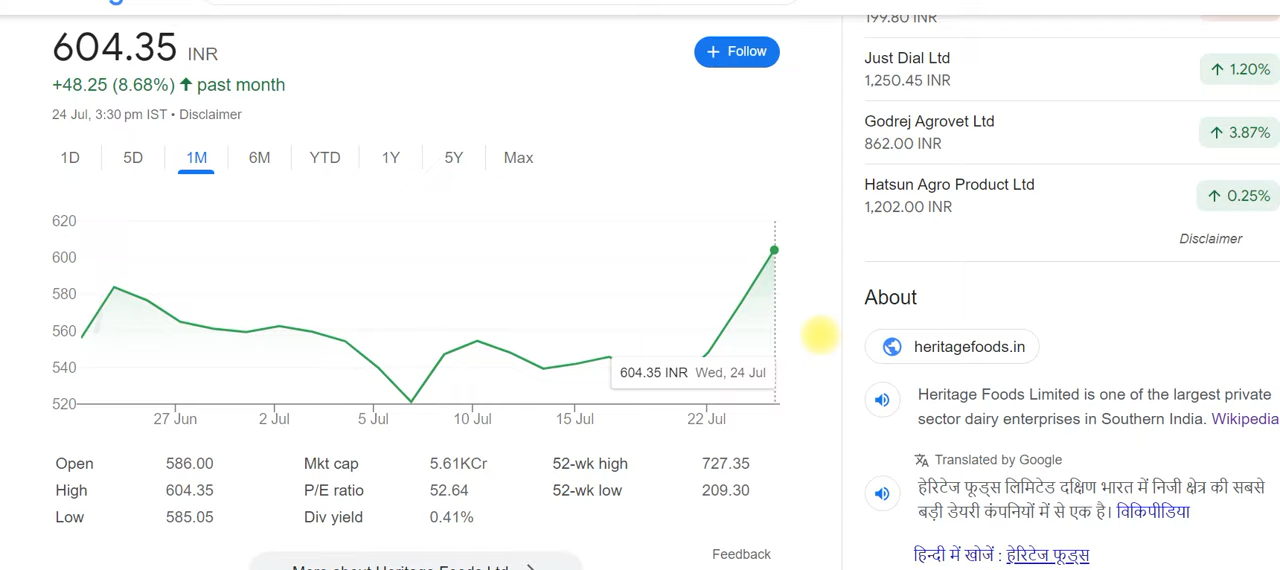 604.35 INR
+ Follow
+48.25 (8.68%) ↑ past month
24 Jul, 3:30 pm IST • Disclaimer
1D 5D 1M 6M YTD 1Y 5Y Max
620
600
580
560
540
520
604.35 INR Wed, 24 Jul
27 Jun 2 Jul 5 Jul 10 Jul 15 Jul 22 Jul
Open 586.00 Mkt cap 5.61KCr 52-wk high 727.35
High 604.35 P/E ratio 52.64 52-wk low 209.30
Low 585.05 Div yield 0.41%
Feedback
More about Heritage Foods Ltd
199.80 INR
Just Dial Ltd
1,250.45 INR
↑ 1.20%
Godrej Agrovet Ltd
862.00 INR
↑ 3.87%
Hatsun Agro Product Ltd
1,202.00 INR
↑ 0.25%
Disclaimer
About
heritagefoods.in
Heritage Foods Limited is one of the largest private
sector dairy enterprises in Southern India. Wikipedia
Translated by Google
हेरिटेज फूड्स लिमिटेड दक्षिण भारत में निजी क्षेत्र की सबसे
बड़ी डेयरी कंपनियों में से एक है। विकिपीडिया
हिन्दी में खोजें : हेरिटेज फूड्स